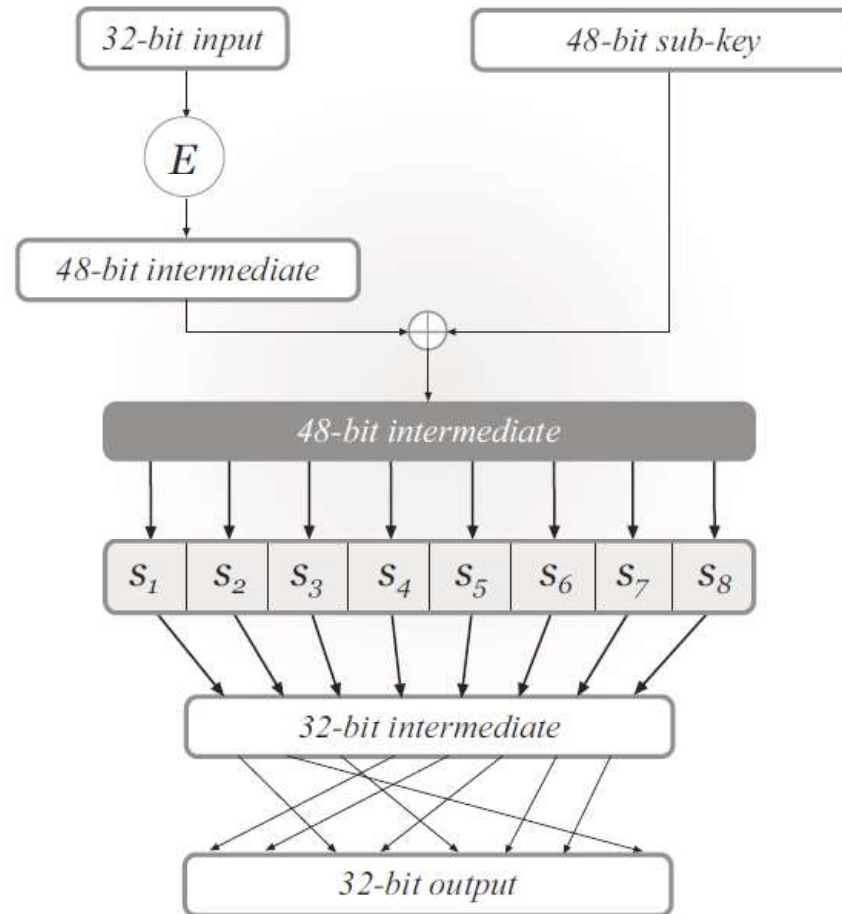 32-bit input
48-bit sub-key
E
48-bit intermediate
48-bit intermediate
S₁ S₂ S₃ S₄ S₅ S₆ S₇ S₈
32-bit intermediate
32-bit output